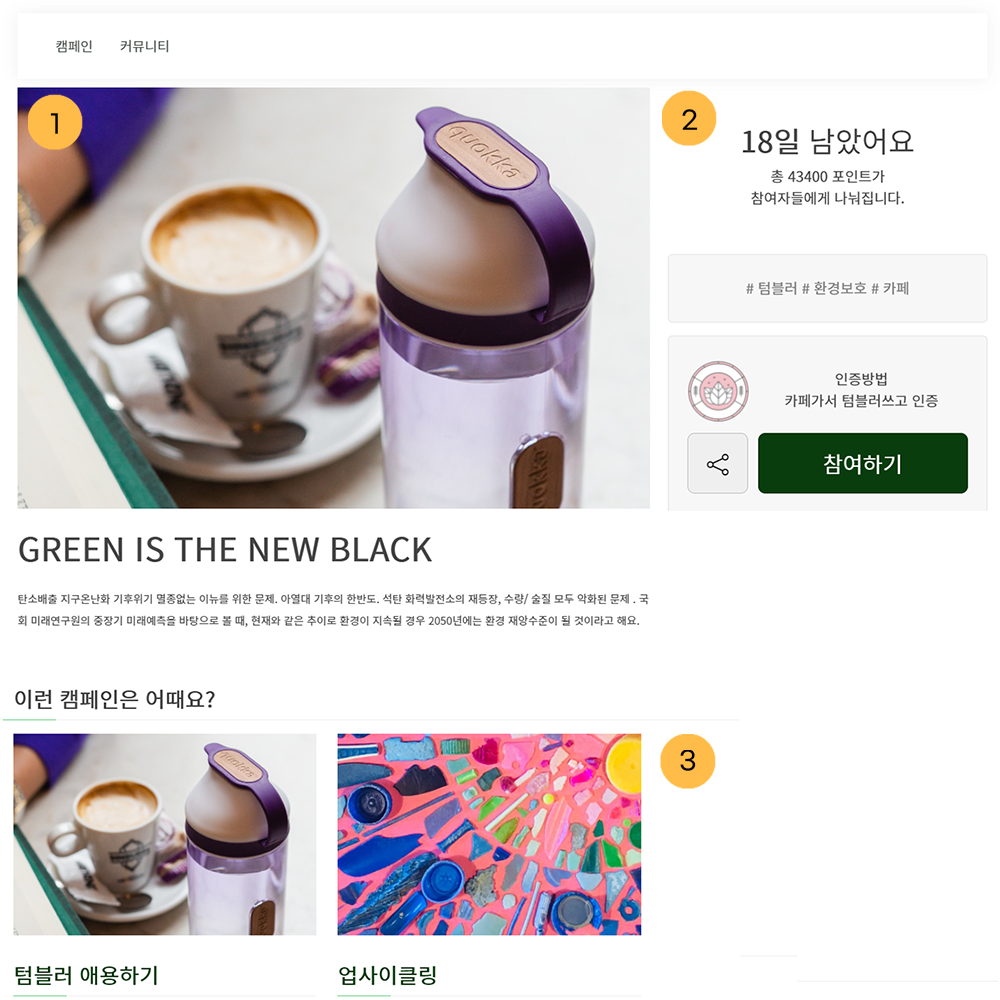 캠페인 커뮤니티
1
quokka
quokka
2
18일 남았어요
총 43400 포인트가
참여자들에게 나눠집니다.
# 텀블러 # 환경보호 # 카페
인증방법
카페가서 텀블러쓰고 인증
참여하기
GREEN IS THE NEW BLACK
탄소배출 지구온난화 기후위기 멸종없는 이뉴를 위한 문제. 아열대 기후의 한반도. 석탄 화력발전소의 재등장, 수량/ 술질 모두 악화된 문제 . 국
회 미래연구원의 중장기 미래예측을 바탕으로 볼 때, 현재와 같은 추이로 환경이 지속될 경우 2050년에는 환경 재앙수준이 될 것이라고 해요.
이런 캠페인은 어때요?
quokka
3
텀블러 애용하기
업사이클링